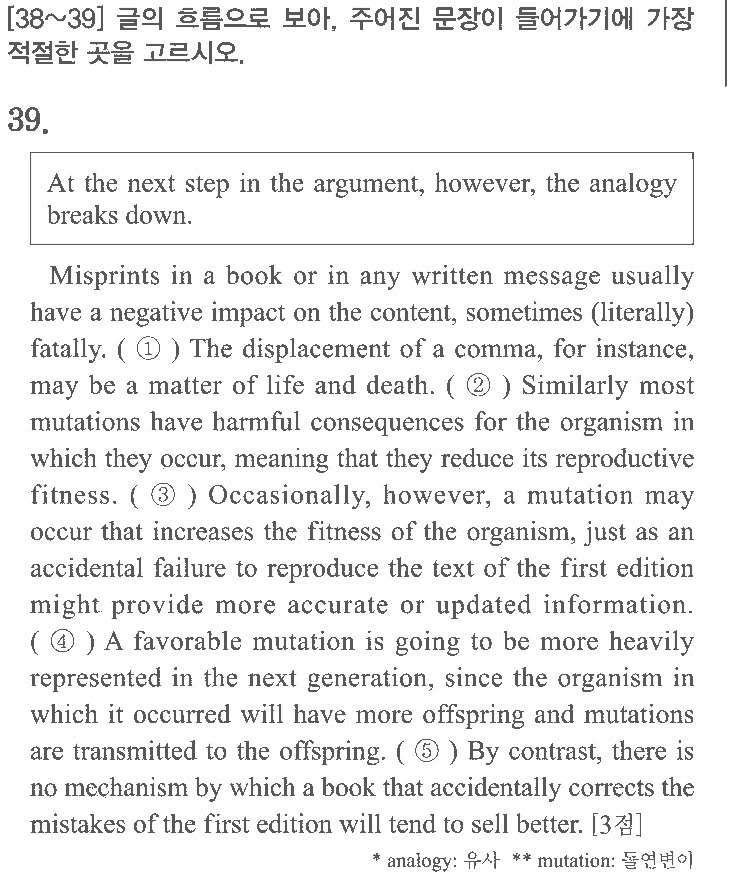 [38～39] 글의 흐름으로 보아, 주어진 문장이 들어가기에 가장
적절한 곳을 고르시오.
39.
At the next step in the argument, however, the analogy
breaks down.
Misprints in a book or in any written message usually
have a negative impact on the content, sometimes (literally)
fatally. ( ① ) The displacement of a comma, for instance,
may be a matter of life and death. ( ② ) Similarly most
mutations have harmful consequences for the organism in
which they occur, meaning that they reduce its reproductive
fitness. ( ③ ) Occasionally, however, a mutation may
occur that increases the fitness of the organism, just as an
accidental failure to reproduce the text of the first edition
might provide more accurate or updated information.
( ④ ) A favorable mutation is going to be more heavily
represented in the next generation, since the organism in
which it occurred will have more offspring and mutations
are transmitted to the offspring. ( ⑤ ) By contrast, there is
no mechanism by which a book that accidentally corrects the
mistakes of the first edition will tend to sell better. [3점]
* analogy: 유사 ** mutation: 돌연변이